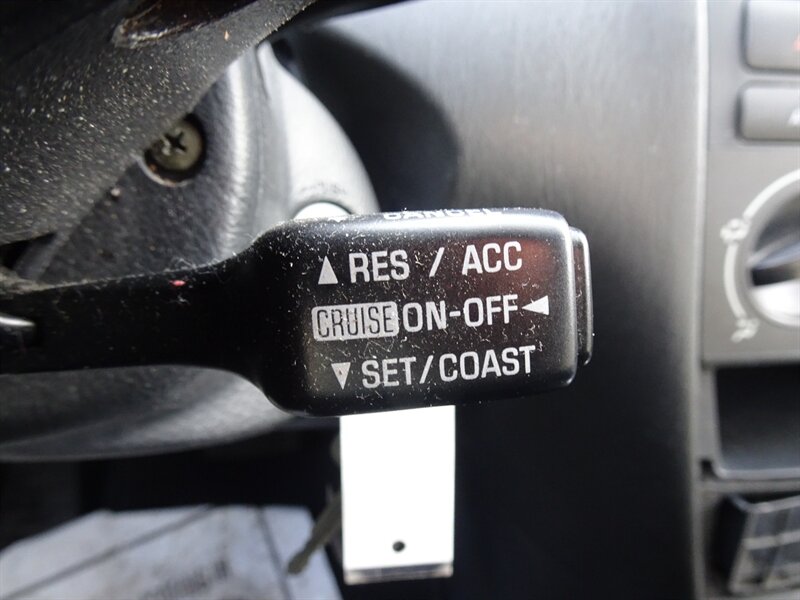 ▲ RES / ACC
CRUISE ON-OFF ◄
▽ SET/COAST